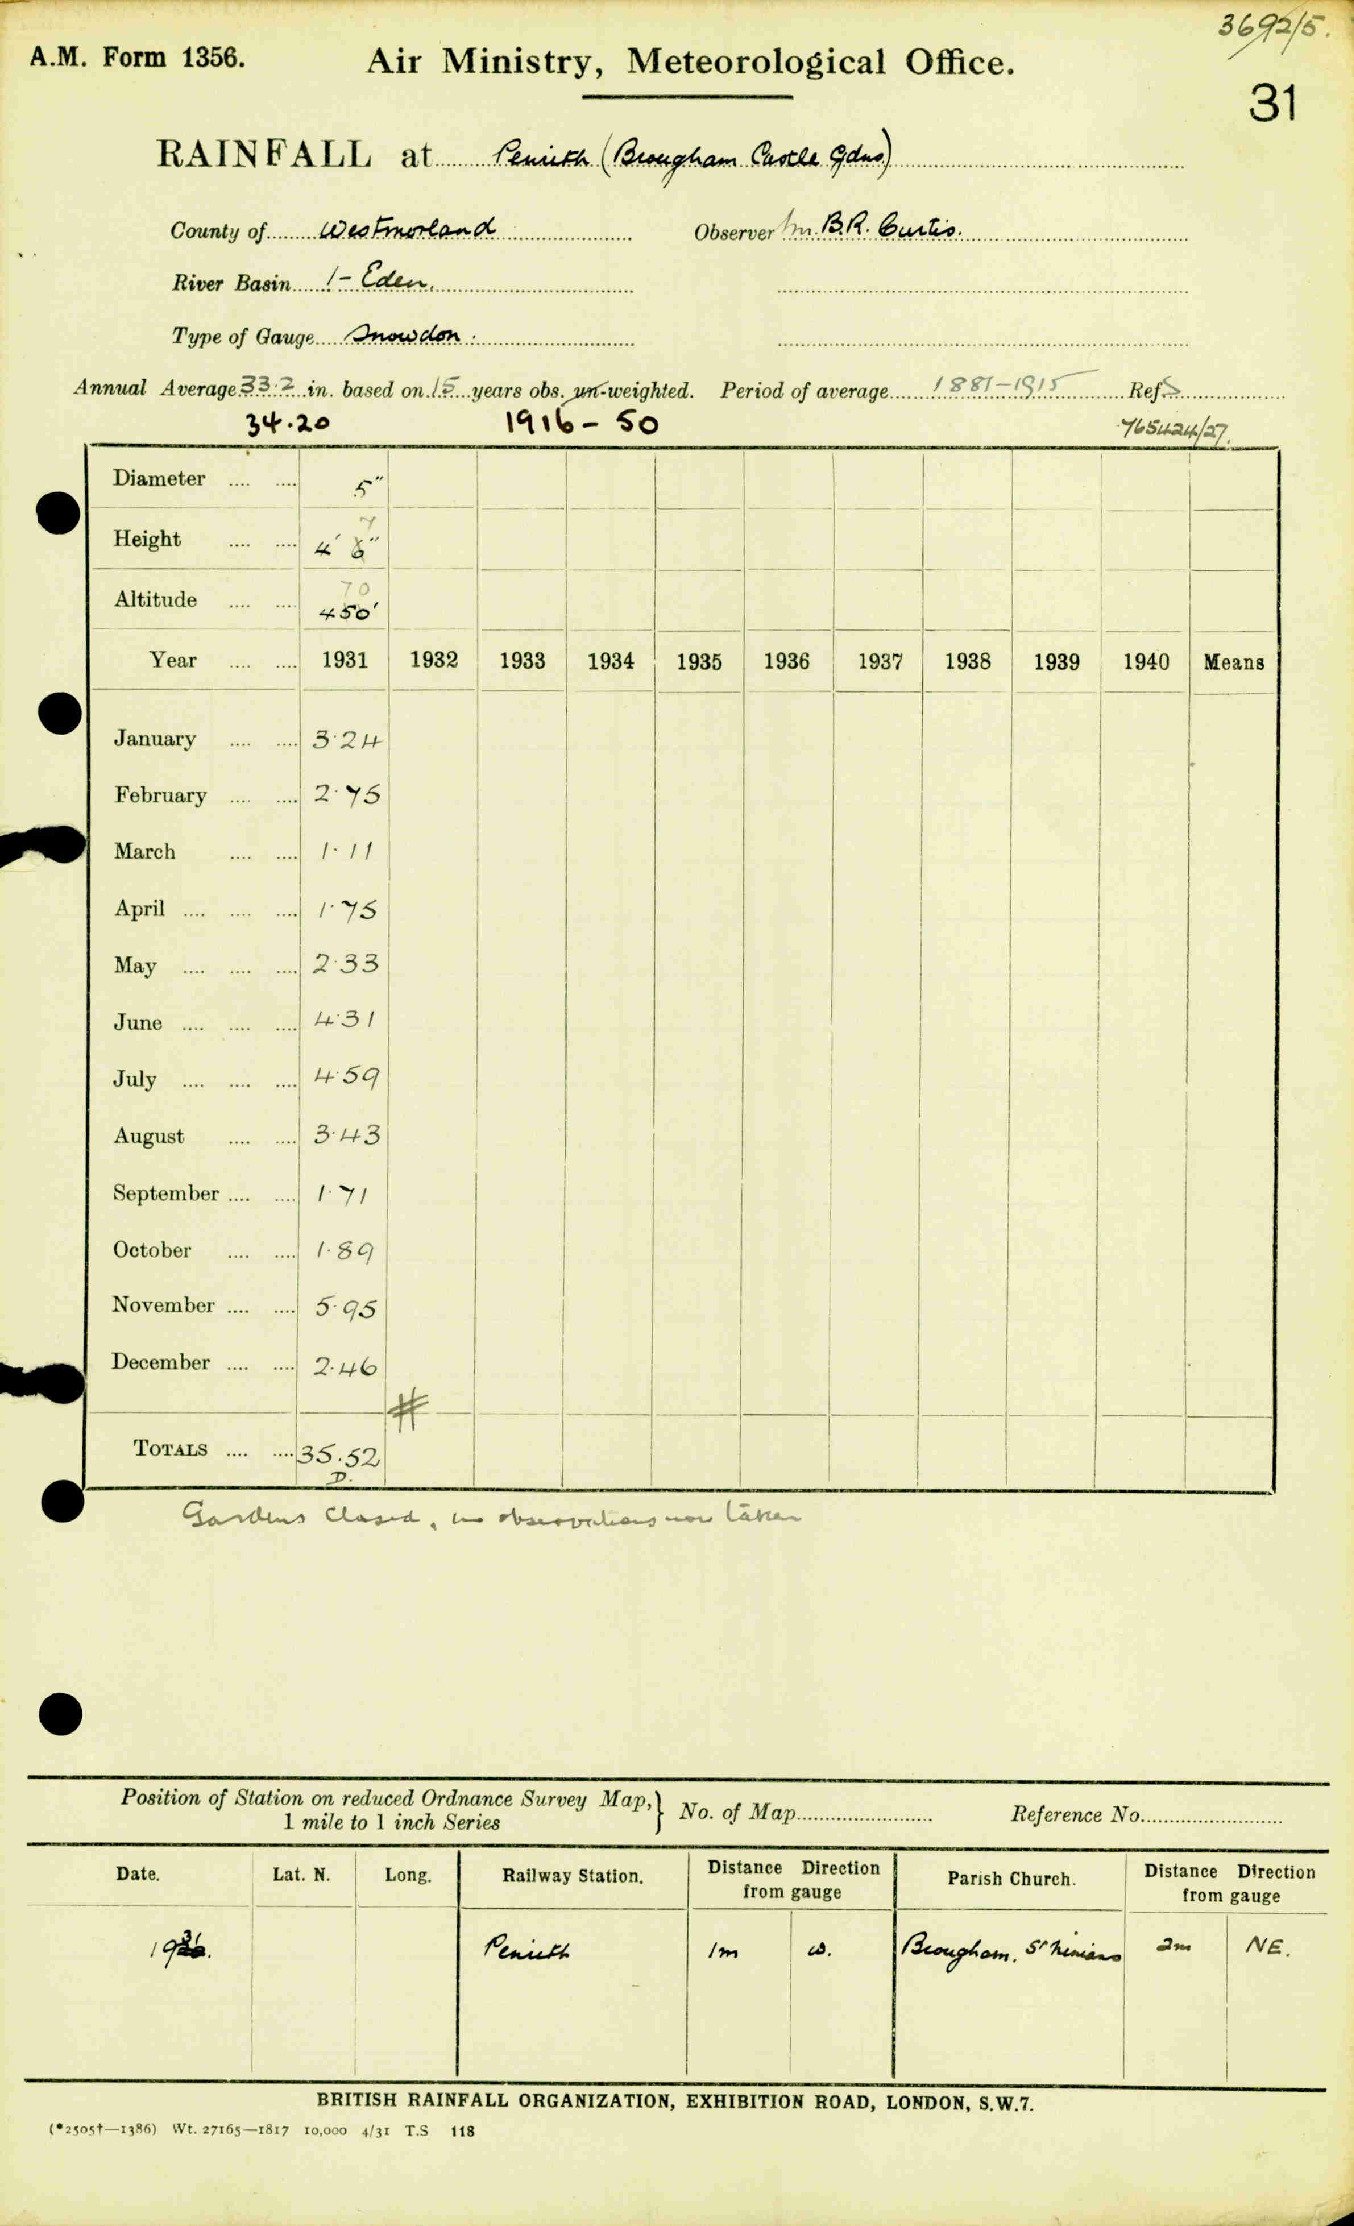 3692/5.
A.M. Form 1356. Air Ministry, Meteorological Office.
31
RAINFALL at Penrith (Brougham Castle Gdns)
County of Westmorland Observer Mr. B.R. Curtis.
River Basin 1- Eden.
Type of Gauge Snowdon.
Annual Average 33.2 in. based on 15 years obs. un-weighted. Period of average 1881-1915 Ref. S
34.20 1916-50 765424/27.
Diameter .... .... 5"
7
Height .... .... 4' 6"
70
Altitude .... .... 450'
Year .... .... 1931 1932 1933 1934 1935 1936 1937 1938 1939 1940 Means
January .... .... 3.24
February .... .... 2.75
March .... .... 1.11
April .... .... .... 1.75
May .... .... .... 2.33
June .... .... .... 4.31
July .... .... .... 4.59
August .... .... 3.43
September .... .... 1.71
October .... .... 1.89
November .... .... 5.95
December .... .... 2.46
#
TOTALS .... .... 35.52
D.
Gardens closed, no observations now taken
Position of Station on reduced Ordnance Survey Map, 1 mile to 1 inch Series } No. of Map Reference No.
Date. Lat. N. Long. Railway Station. Distance Direction from gauge Parish Church. Distance Direction from gauge
1931. Penrith 1m W. Brougham, St Ninians 2m NE.
BRITISH RAINFALL ORGANIZATION, EXHIBITION ROAD, LONDON, S.W.7.
(*2505†—1386) Wt. 27165—1817 10,000 4/31 T.S 118